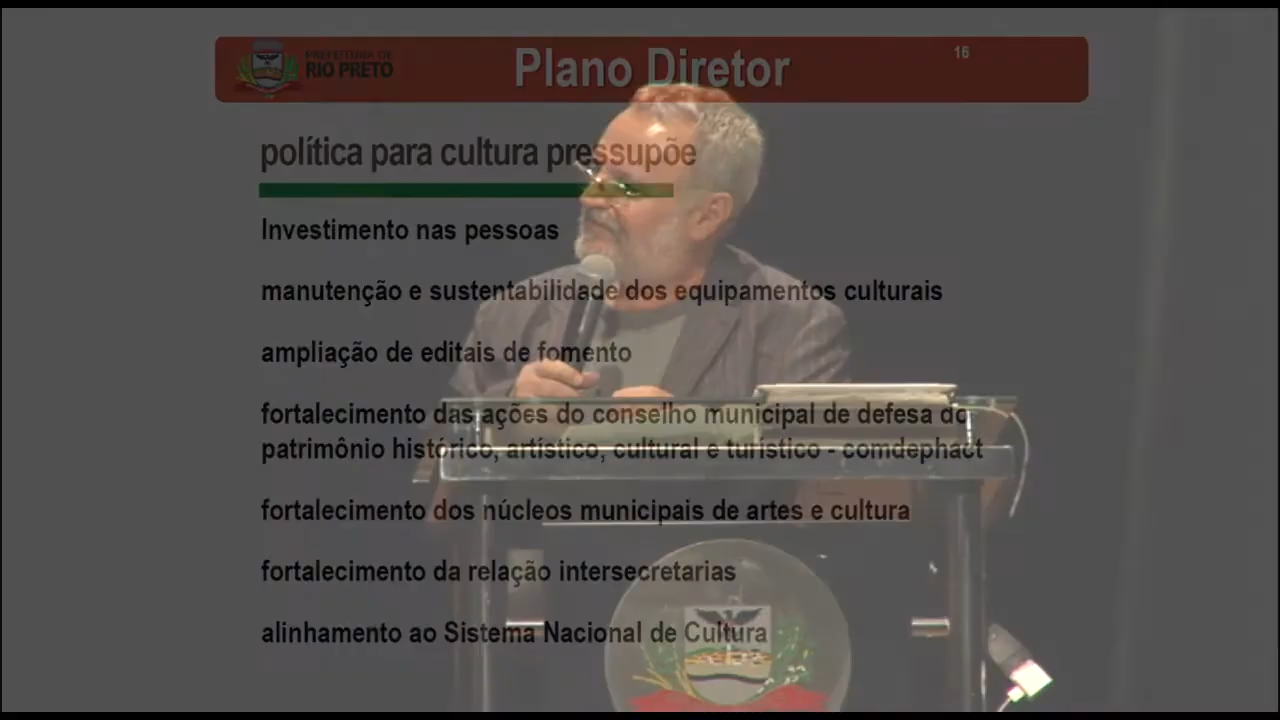 PREFEITURA DE
RIO PRETO
Plano Diretor
16
política para cultura pressupõe
Investimento nas pessoas
manutenção e sustentabilidade dos equipamentos culturais
ampliação de editais de fomento
fortalecimento das ações do conselho municipal de defesa do
patrimônio histórico, artístico, cultural e turístico - comdephact
fortalecimento dos núcleos municipais de artes e cultura
fortalecimento da relação intersecretarias
alinhamento ao Sistema Nacional de Cultura